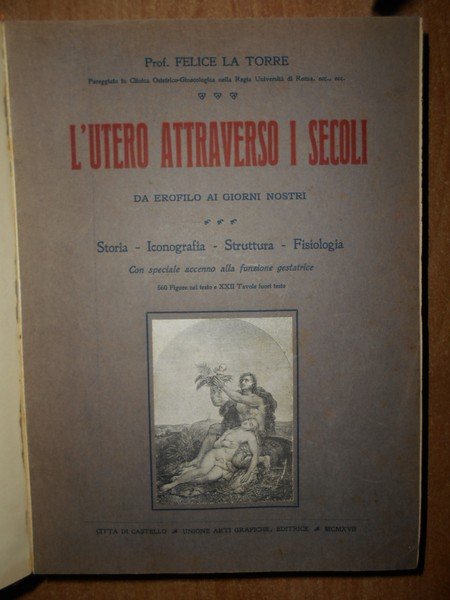 Prof. FELICE LA TORRE
Pareggiato in Clinica Ostetrico-Ginecologica nella Regia Università di Roma, ecc., ecc.
L'UTERO ATTRAVERSO I SECOLI
DA EROFILO AI GIORNI NOSTRI
Storia - Iconografia - Struttura - Fisiologia
Con speciale accenno alla funzione gestatrice
560 Figure nel testo e XXII Tavole fuori testo
CITTÀ DI CASTELLO UNIONE ARTI GRAFICHE, EDITRICE MCMXVII